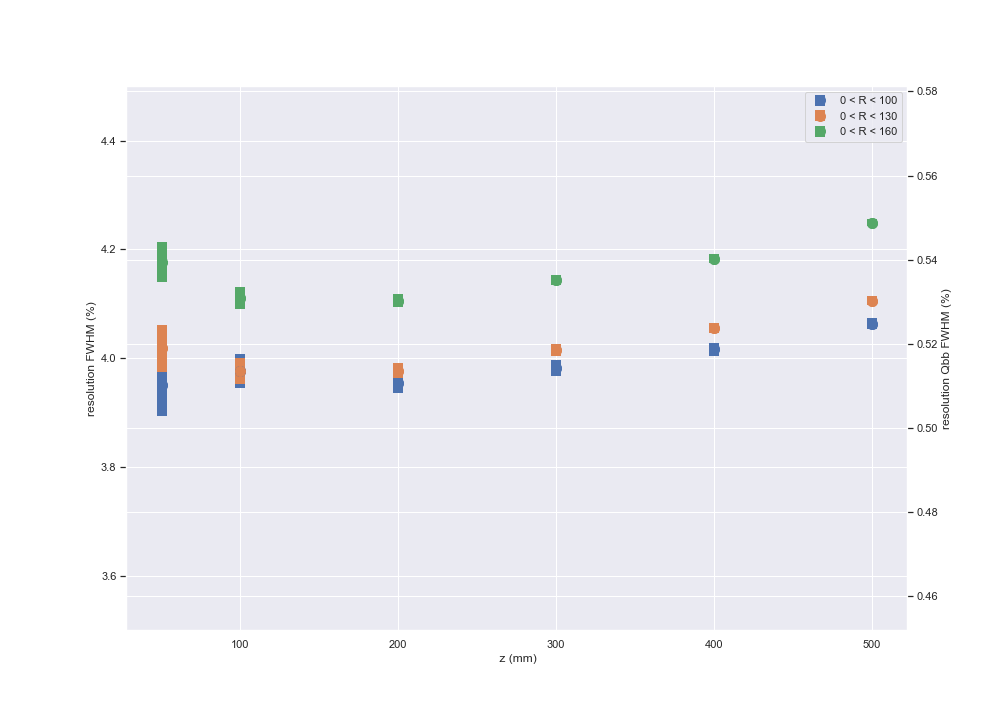 0 < R < 100
0 < R < 130
0 < R < 160
4.4
4.2
4.0
3.8
3.6
resolution FWHM (%)
0.58
0.56
0.54
0.52
0.50
0.48
0.46
resolution Qbb FWHM (%)
100 200 300 400 500
z (mm)